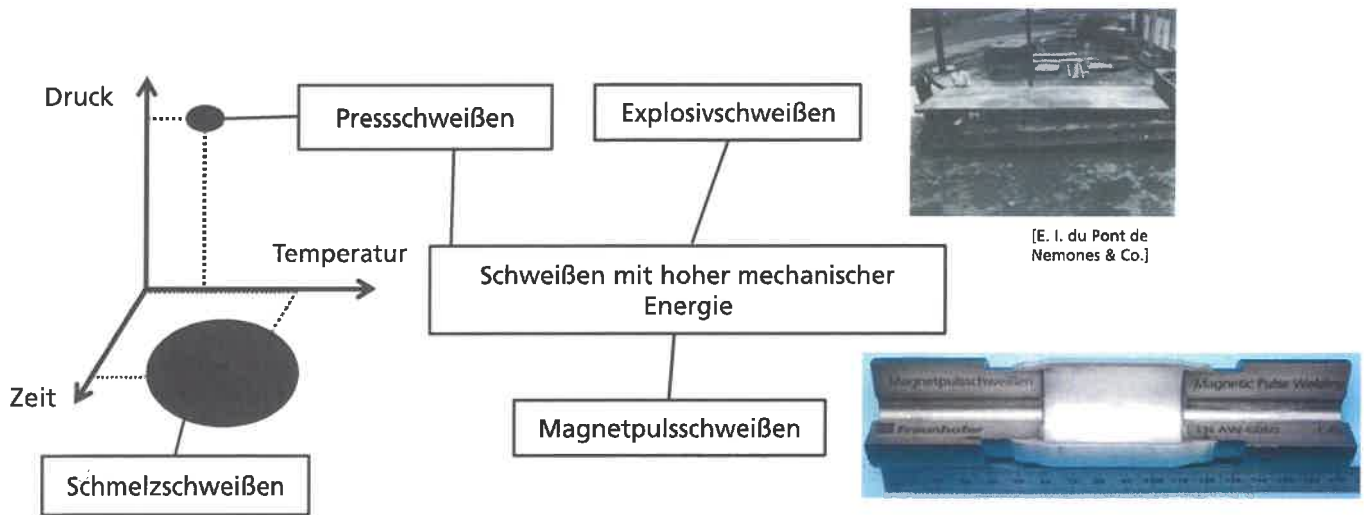 Druck
Pressschweißen
Explosivschweißen
[E. I. du Pont de
Nemones & Co.]
Temperatur
Schweißen mit hoher mechanischer
Energie
Zeit
Magnetpulsschweißen
Schmelzschweißen
Magnetpulsschweißen
Magnetic Pulse Welding
Fraunhofer